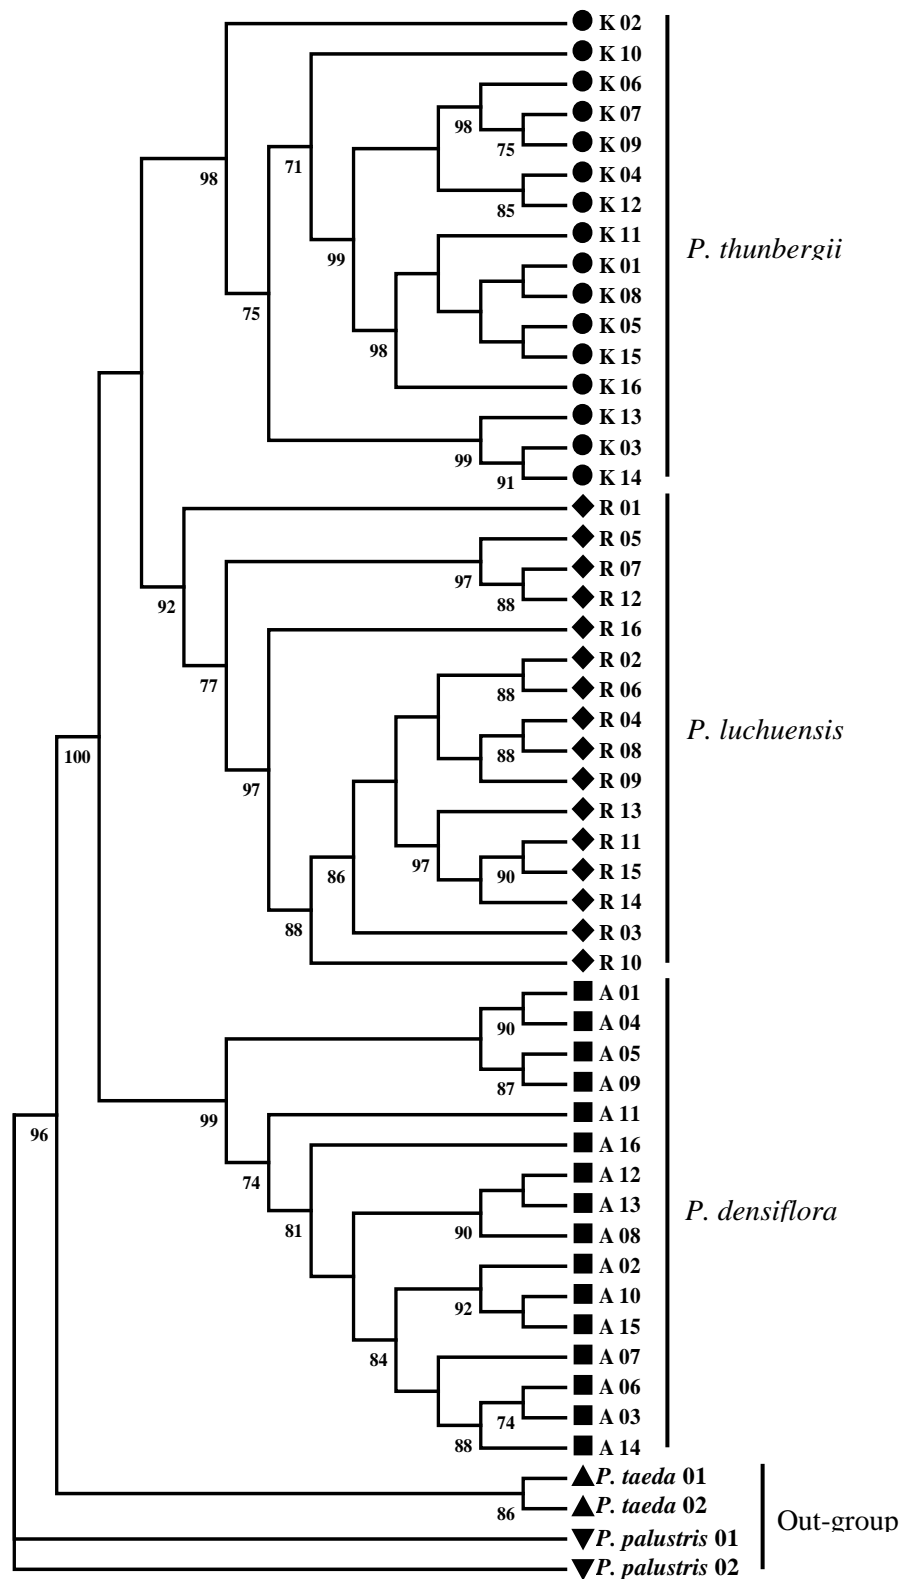 K 02
K 10
K 06
98
K 07
75
K 09
98
71
K 04
85
K 12
K 11
99
P. thunbergii
K 01
K 08
75
K 05
98
K 15
K 16
K 13
99
K 03
91
K 14
R 01
R 05
97
R 07
88
R 12
92
R 16
R 02
77
88
R 06
R 04
P. luchuensis
100
88
R 08
97
R 09
R 13
R 11
97
86
90
R 15
R 14
88
R 03
R 10
A 01
90
A 04
A 05
87
A 09
99
A 11
96
A 16
74
A 12
A 13
P. densiflora
81
90
A 08
A 02
92
A 10
A 15
84
A 07
A 06
74
A 03
88
A 14
P. taeda 01
86
P. taeda 02
Out-group
P. palustris 01
P. palustris 02